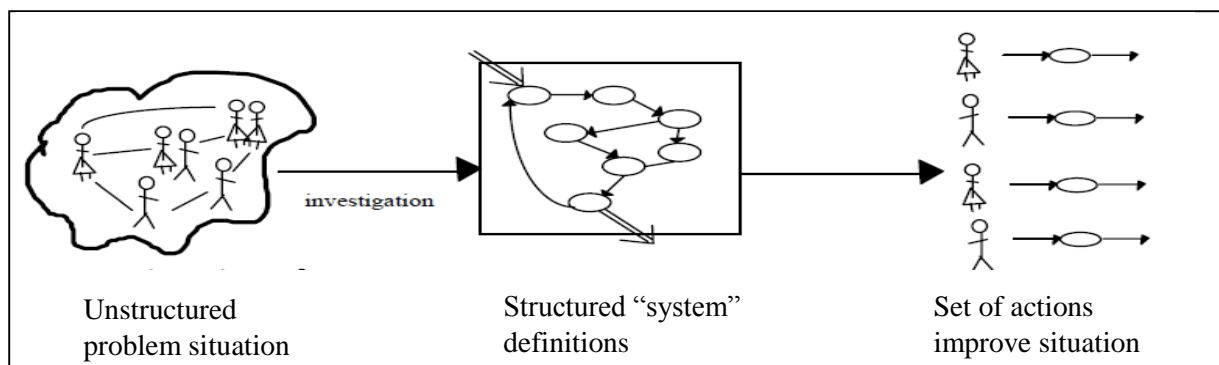 investigation
Unstructured
problem situation
Structured “system”
definitions
Set of actions
improve situation